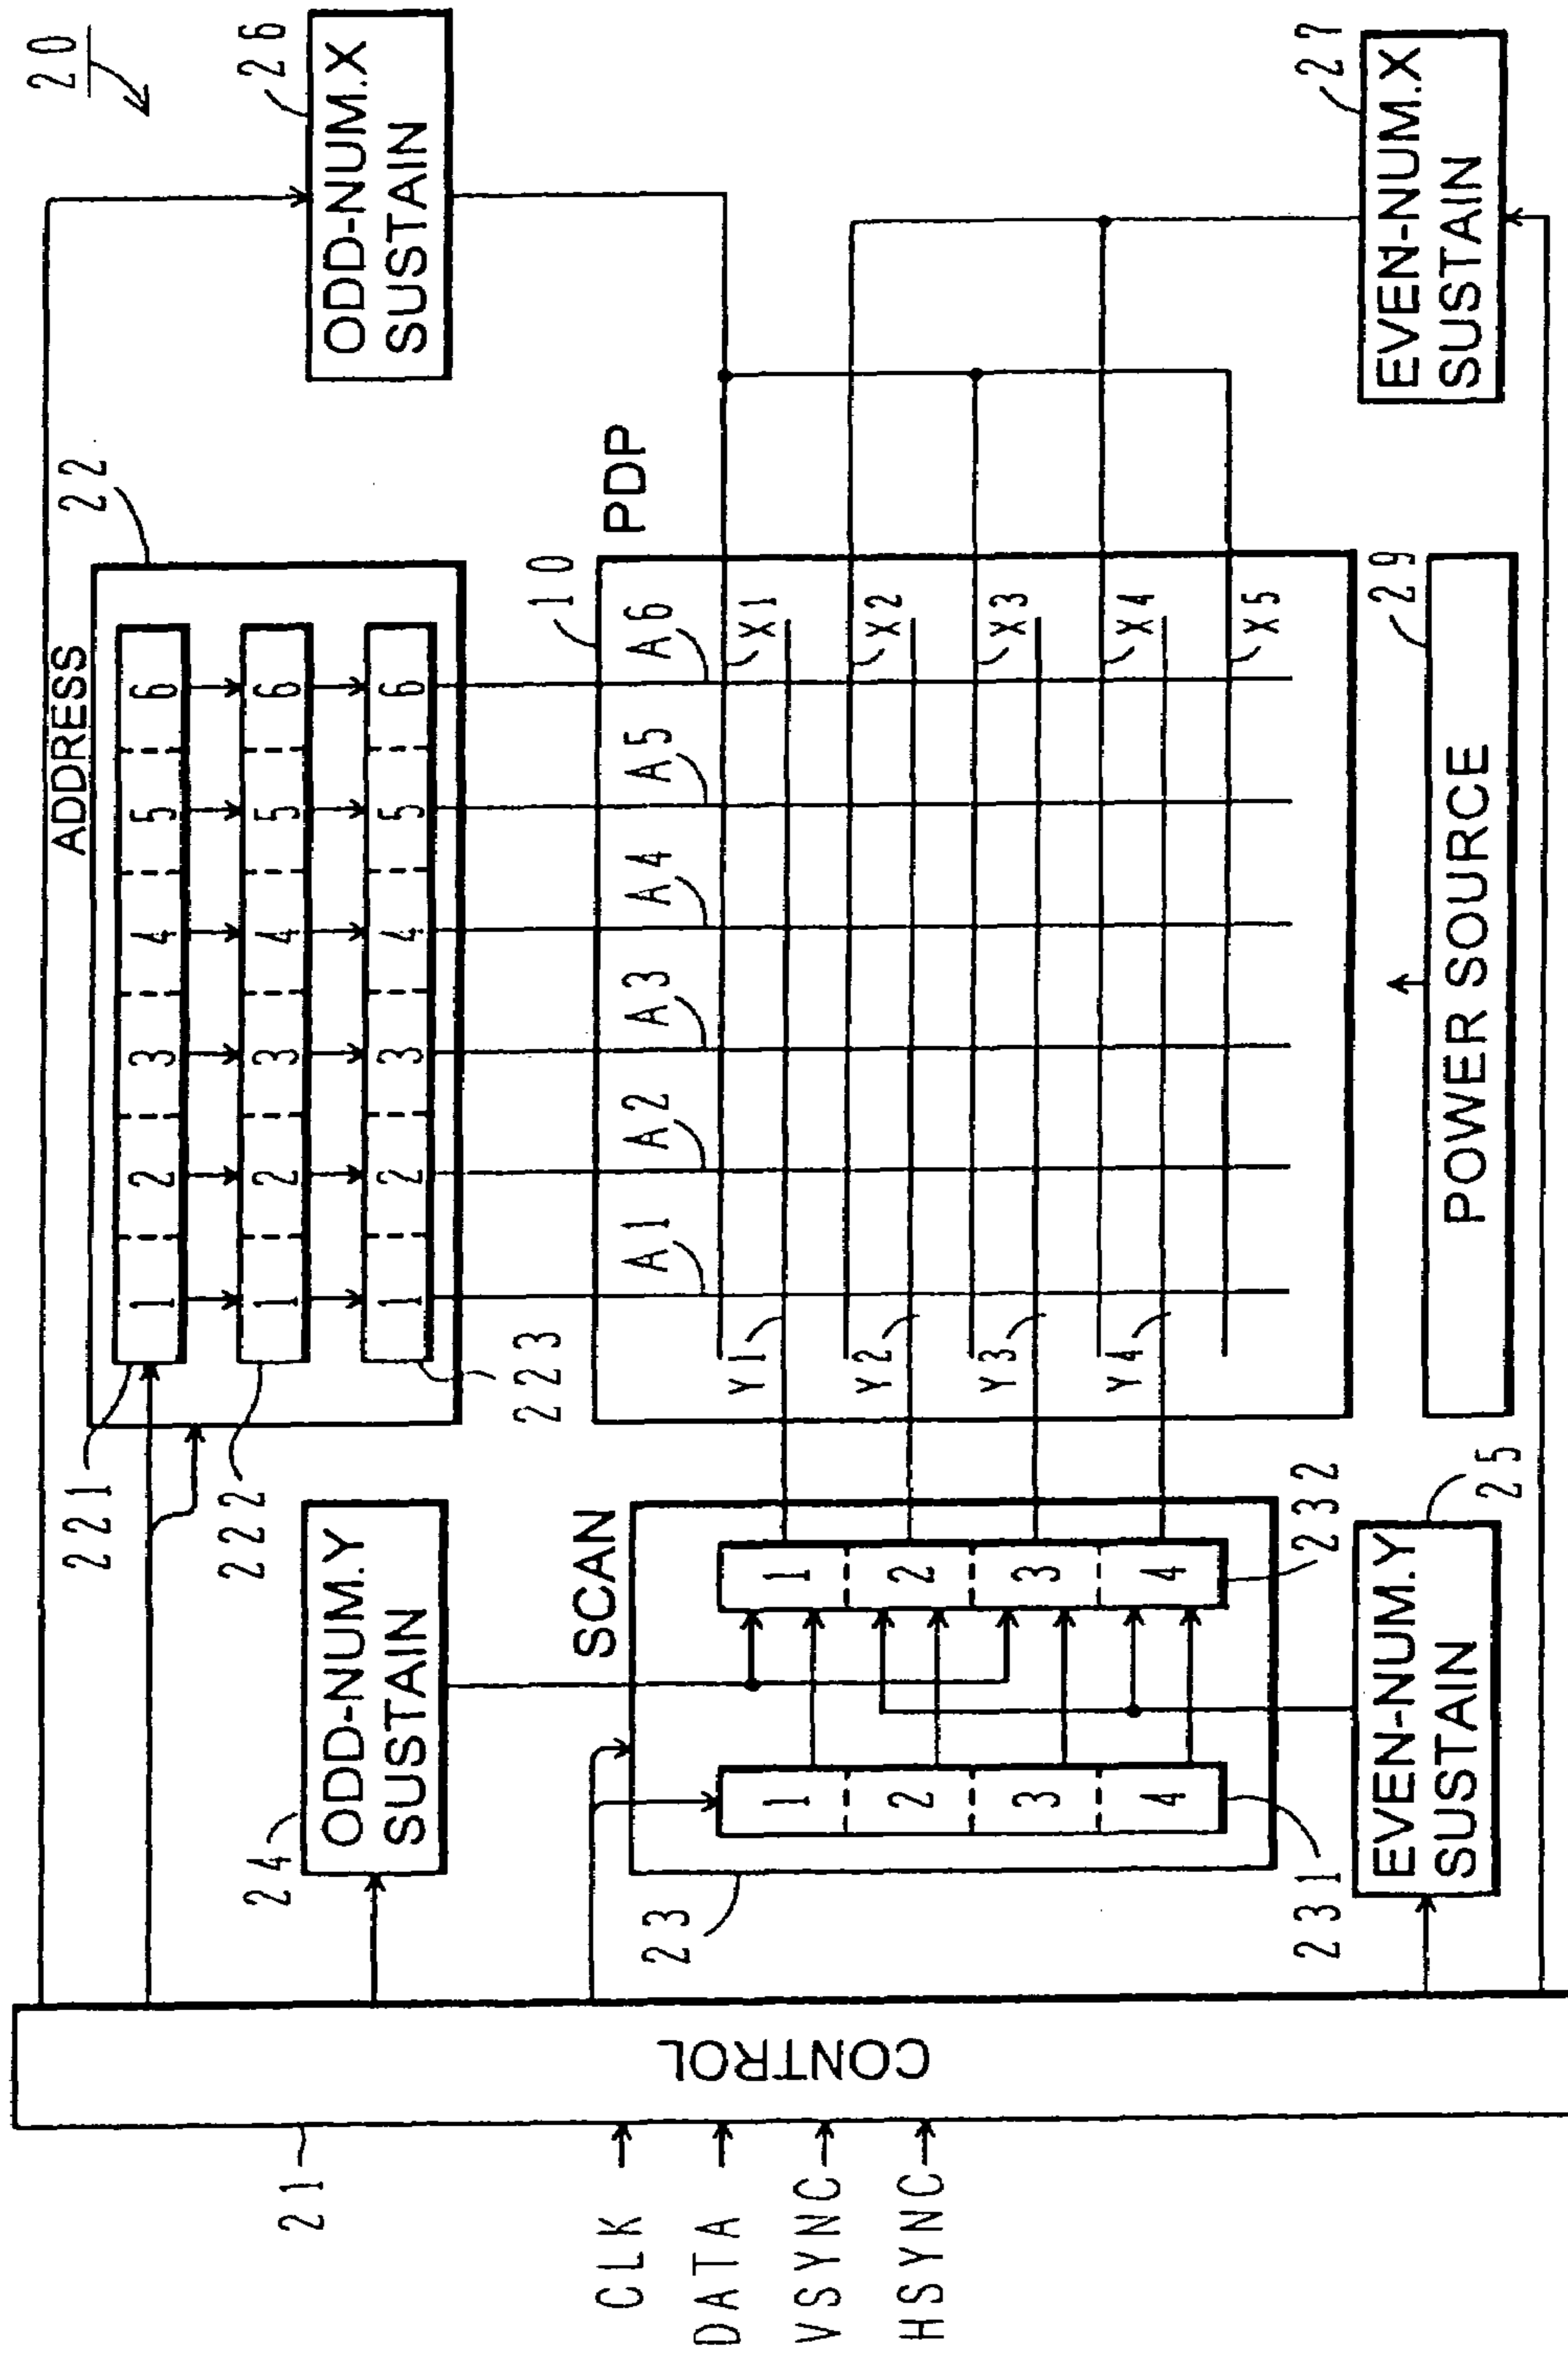 20
26
ODD-NUM.X
SUSTAIN
22
ADDRESS
1 2 3 4 5 6
1 2 3 4 5 6
1 2 3 4 5 6
221
222
223
24
ODD-NUM.Y
SUSTAIN
10
PDP
A1 A2 A3 A4 A5 A6
X1
Y1
X2
Y2
X3
Y3
X4
Y4
X5
SCAN
1
2
3
4
1
2
3
4
23
231
232
21
CONTROL
CLK
DATA
VSYNC
HSYNC
25
EVEN-NUM.Y
SUSTAIN
27
EVEN-NUM.X
SUSTAIN
29
POWER SOURCE